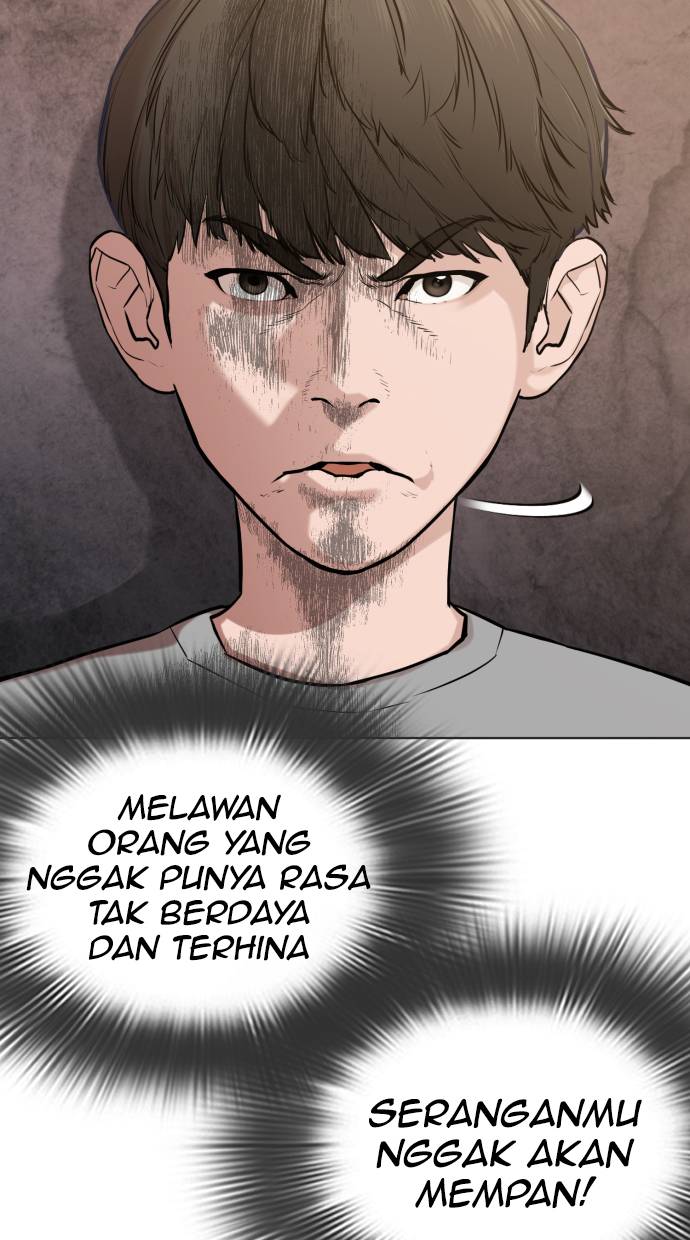 MELAWAN
ORANG YANG
NGGAK PUNYA RASA
TAK BERDAYA
DAN TERHINA
SERANGANMU
NGGAK AKAN
MEMPAN!